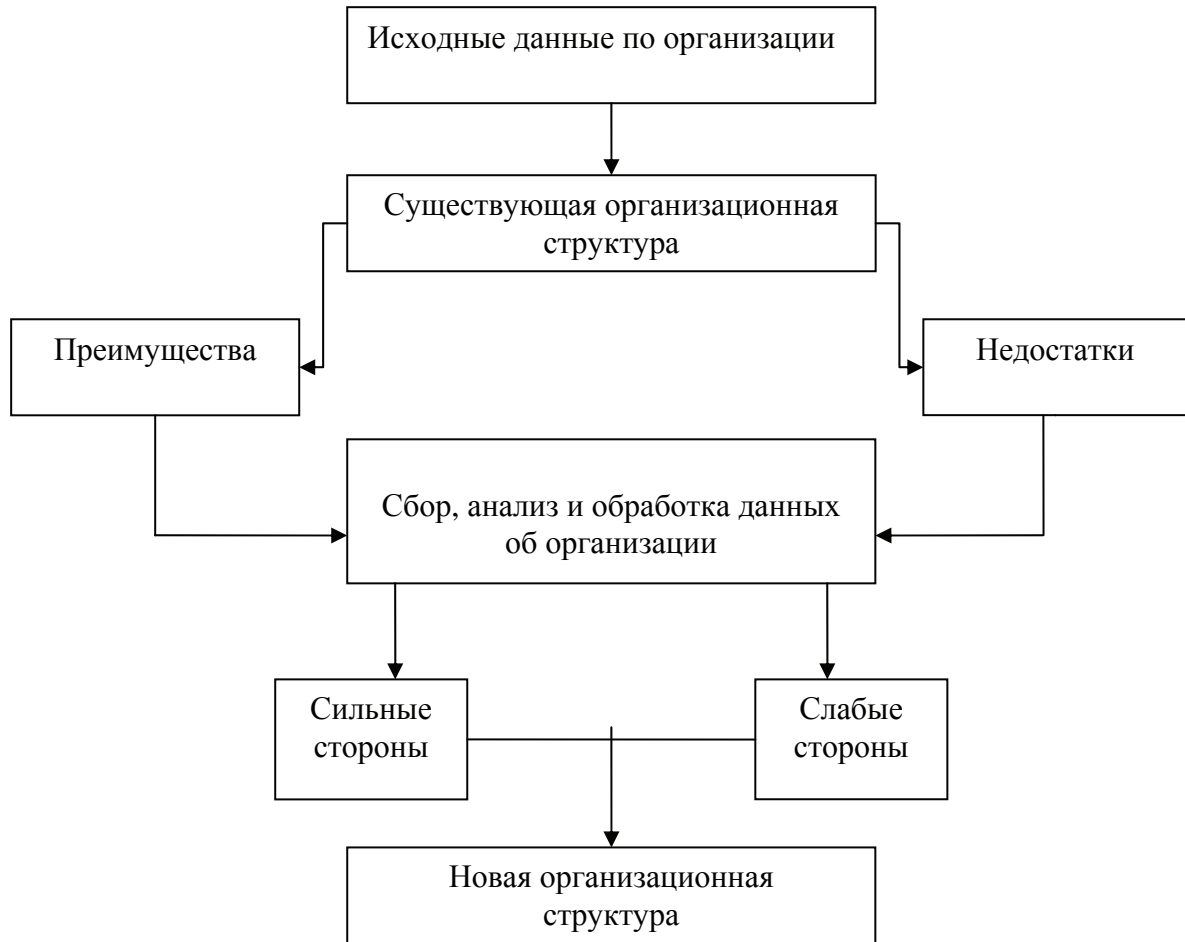 Исходные данные по организации
Существующая организационная
структура
Преимущества
Недостатки
Сбор, анализ и обработка данных
об организации
Сильные
стороны
Слабые
стороны
Новая организационная
структура